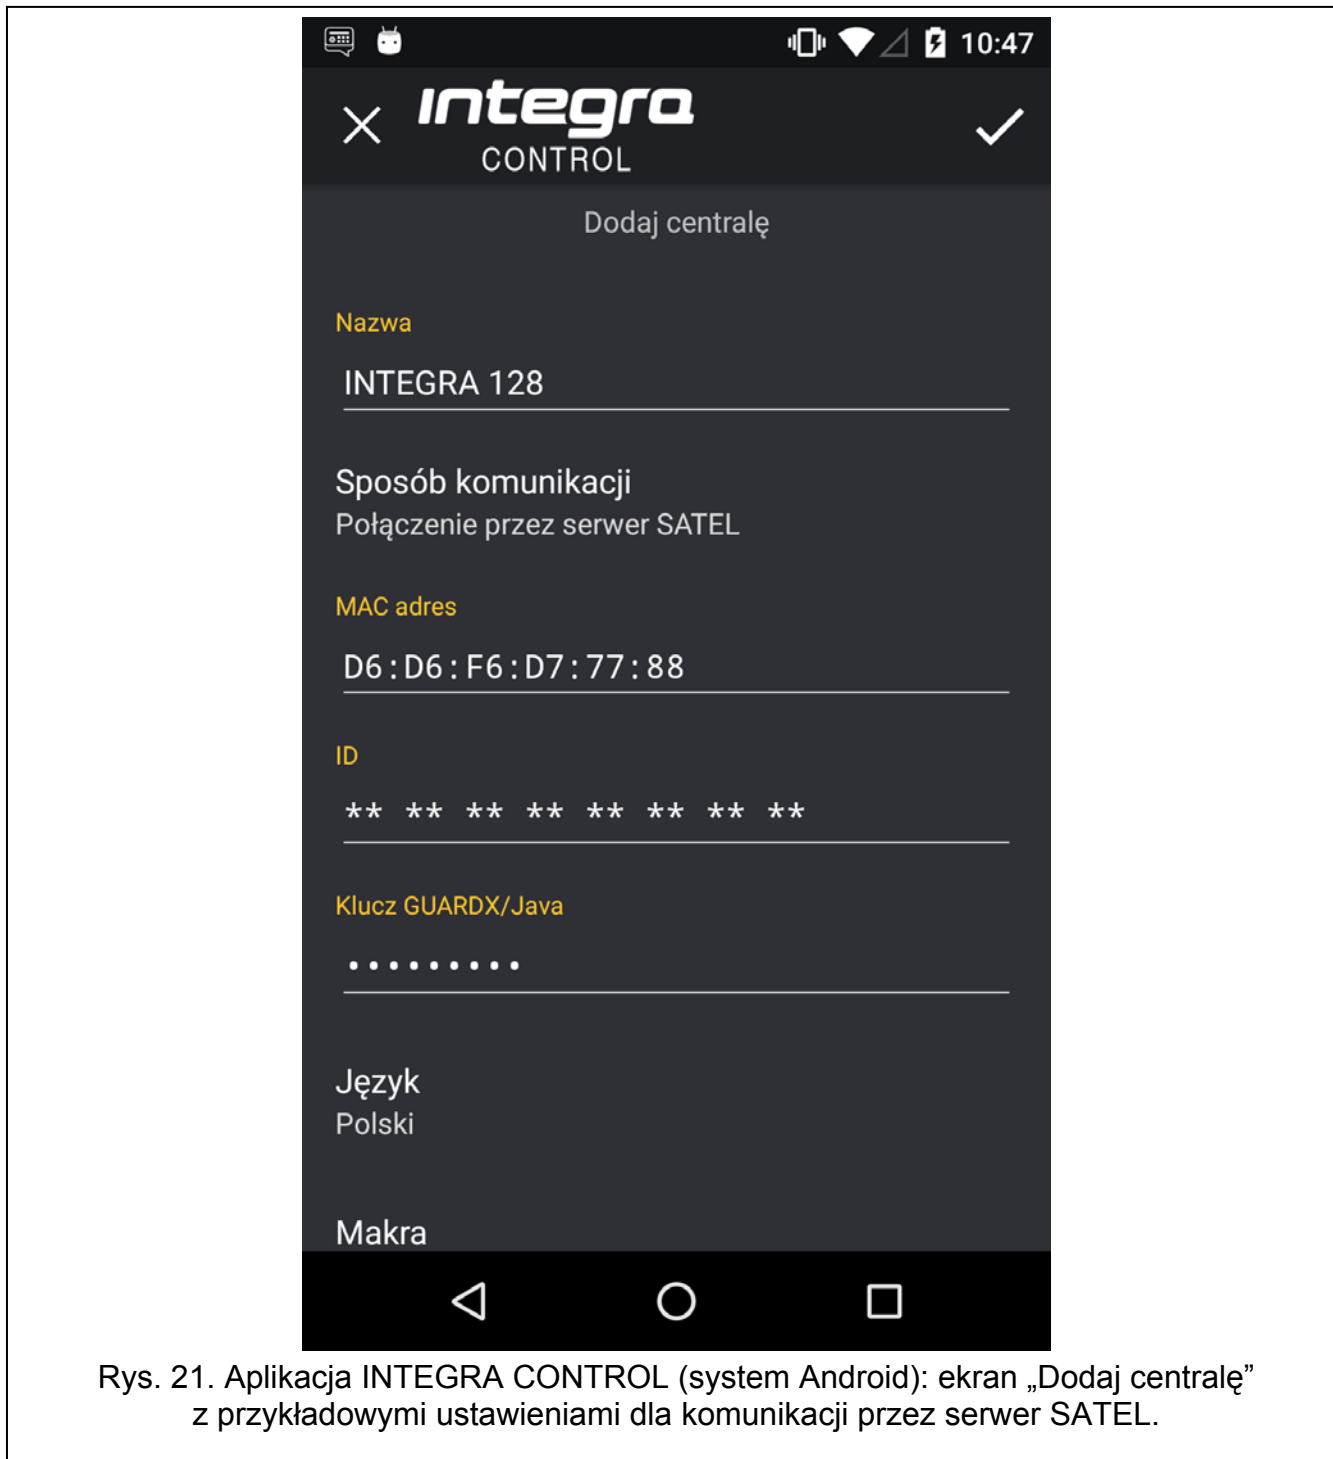 10:47
Integra
CONTROL
Dodaj centralę
Nazwa
INTEGRA 128
Sposób komunikacji
Połączenie przez serwer SATEL
MAC adres
D6:D6:F6:D7:77:88
ID
** ** ** ** ** ** ** **
Klucz GUARDX/Java
•••••••••
Język
Polski
Makra
Rys. 21. Aplikacja INTEGRA CONTROL (system Android): ekran „Dodaj centralę”
z przykładowymi ustawieniami dla komunikacji przez serwer SATEL.